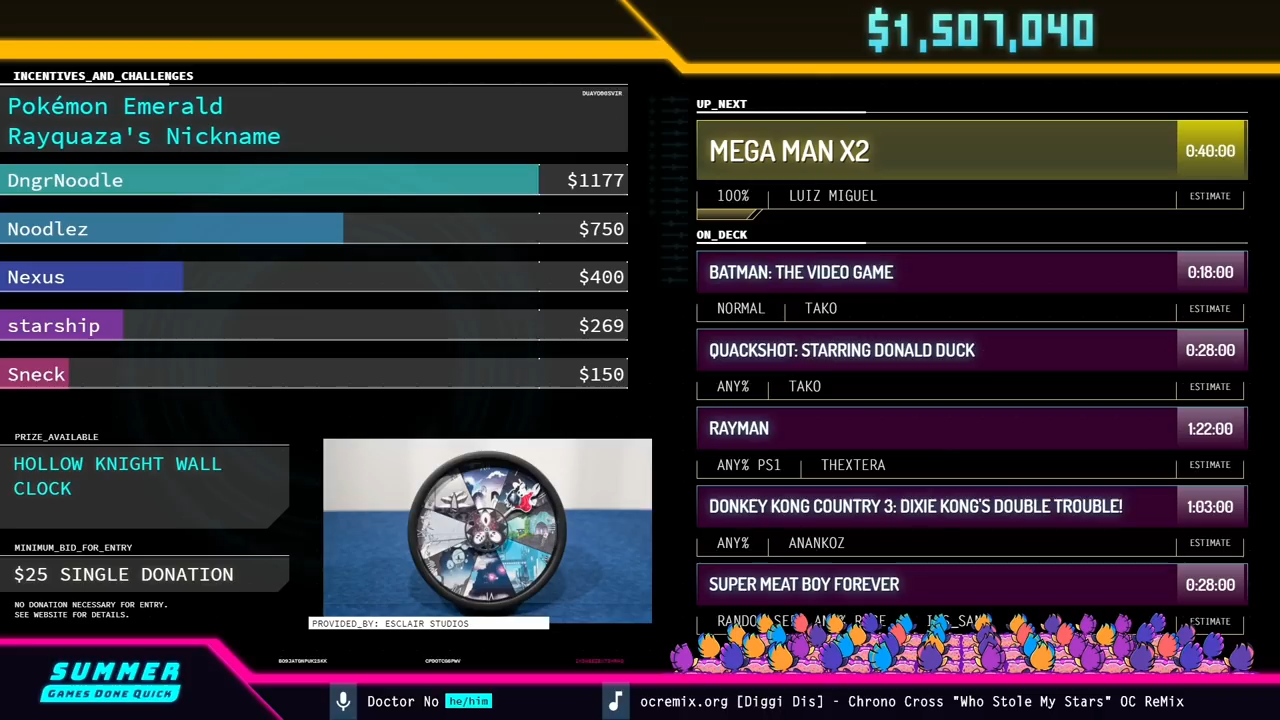 $1,507,040
INCENTIVES_AND_CHALLENGES
Pokémon Emerald
Rayquaza's Nickname
DngrNoodle $1177
Noodlez $750
Nexus $400
starship $269
Sneck $150
PRIZE_AVAILABLE
HOLLOW KNIGHT WALL
CLOCK
MINIMUM_BID_FOR_ENTRY
$25 SINGLE DONATION
NO DONATION NECESSARY FOR ENTRY.
SEE WEBSITE FOR DETAILS.
PROVIDED_BY: ESCLAIR STUDIOS
UP_NEXT
MEGA MAN X2 0:40:00
100% LUIZ MIGUEL ESTIMATE
ON_DECK
BATMAN: THE VIDEO GAME 0:18:00
NORMAL TAKO ESTIMATE
QUACKSHOT: STARRING DONALD DUCK 0:28:00
ANY% TAKO ESTIMATE
RAYMAN 1:22:00
ANY% PS1 THEXTERA ESTIMATE
DONKEY KONG COUNTRY 3: DIXIE KONG'S DOUBLE TROUBLE! 1:03:00
ANY% ANANKOZ ESTIMATE
SUPER MEAT BOY FOREVER 0:28:00
ESTIMATE
SUMMER
GAMES DONE QUICK
Doctor No he/him
ocremix.org [Diggi Dis] - Chrono Cross "Who Stole My Stars" OC ReMix